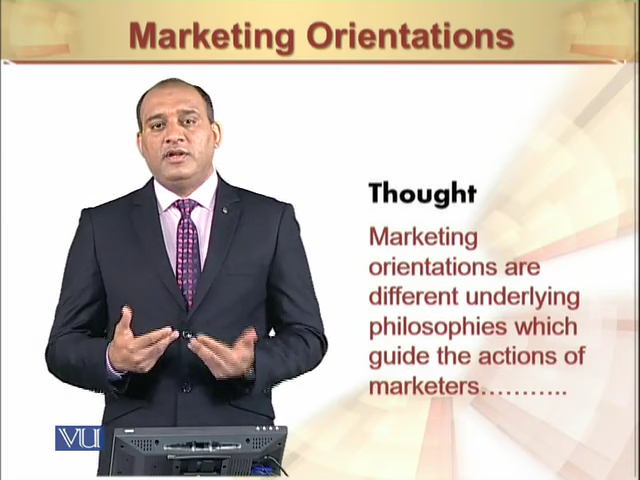 Marketing Orientations
Thought
Marketing
orientations are
different underlying
philosophies which
guide the actions of
marketers………..
VU